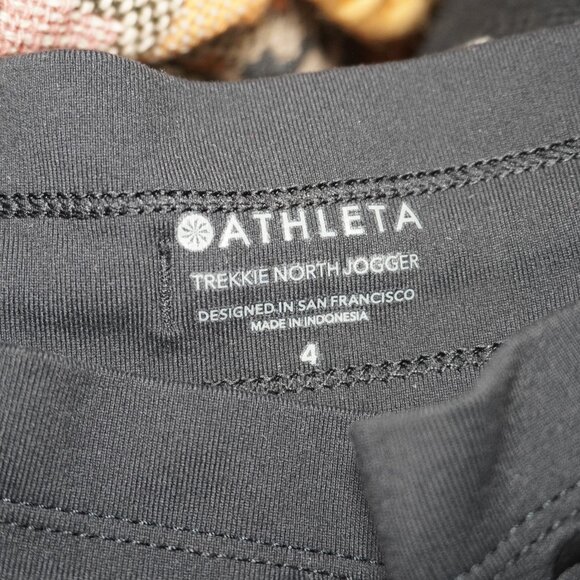 ATHLETA
TREKKIE NORTH JOGGER
DESIGNED IN SAN FRANCISCO
MADE IN INDONESIA
4